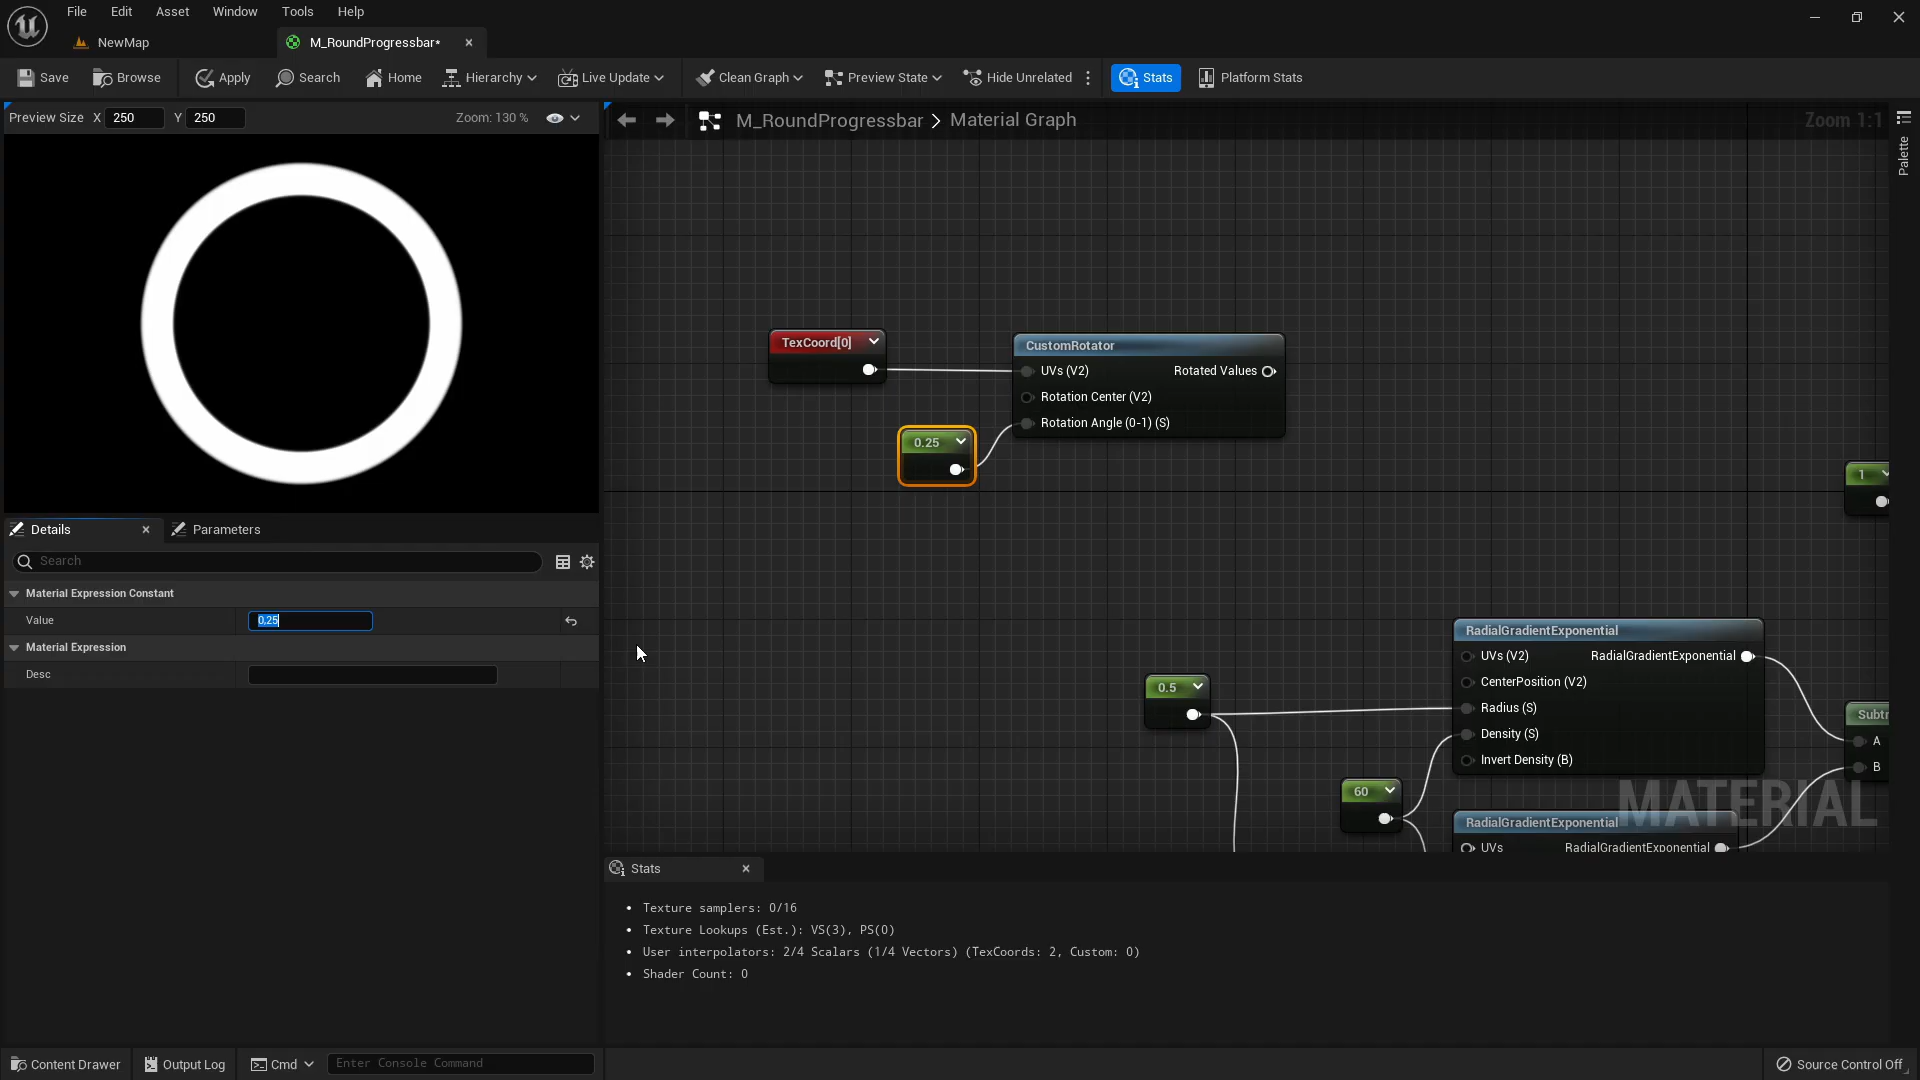 File Edit Asset Window Tools Help
NewMap
M_RoundProgressbar*
Save Browse Apply Search Home Hierarchy Live Update Clean Graph Preview State Hide Unrelated Stats Platform Stats
Preview Size X 250 Y 250 Zoom: 130 %
M_RoundProgressbar > Material Graph
Zoom 1:1
Palette
TexCoord[0]
CustomRotator
UVs (V2) Rotated Values
Rotation Center (V2)
Rotation Angle (0-1) (S)
0.25
1
Details Parameters
Search
Material Expression Constant
Value 0,25
Material Expression
Desc
RadialGradientExponential
UVs (V2) RadialGradientExponential
CenterPosition (V2)
Radius (S)
Density (S)
Invert Density (B)
0.5
60
Subtr
A
B
MATERIAL
RadialGradientExponential
UVs RadialGradientExponential
Stats
Texture samplers: 0/16
Texture Lookups (Est.): VS(3), PS(0)
User interpolators: 2/4 Scalars (1/4 Vectors) (TexCoords: 2, Custom: 0)
Shader Count: 0
Content Drawer Output Log Cmd Enter Console Command Source Control Off